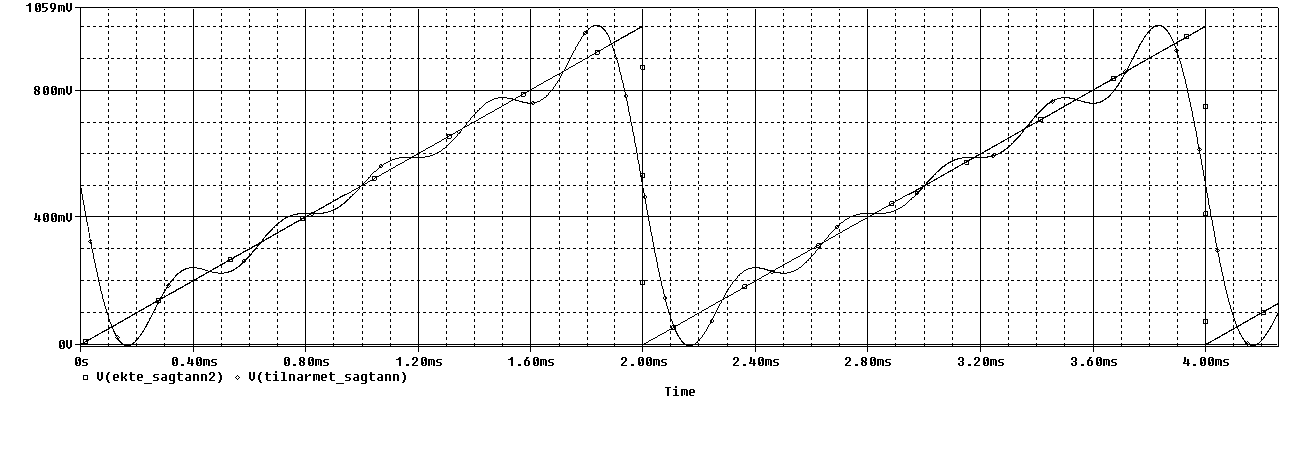 1059mV
800mV
400mV
0V
0s 0.40ms 0.80ms 1.20ms 1.60ms 2.00ms 2.40ms 2.80ms 3.20ms 3.60ms 4.00ms
V(ekte_sagtann2) V(tilnarmet_sagtann)
Time